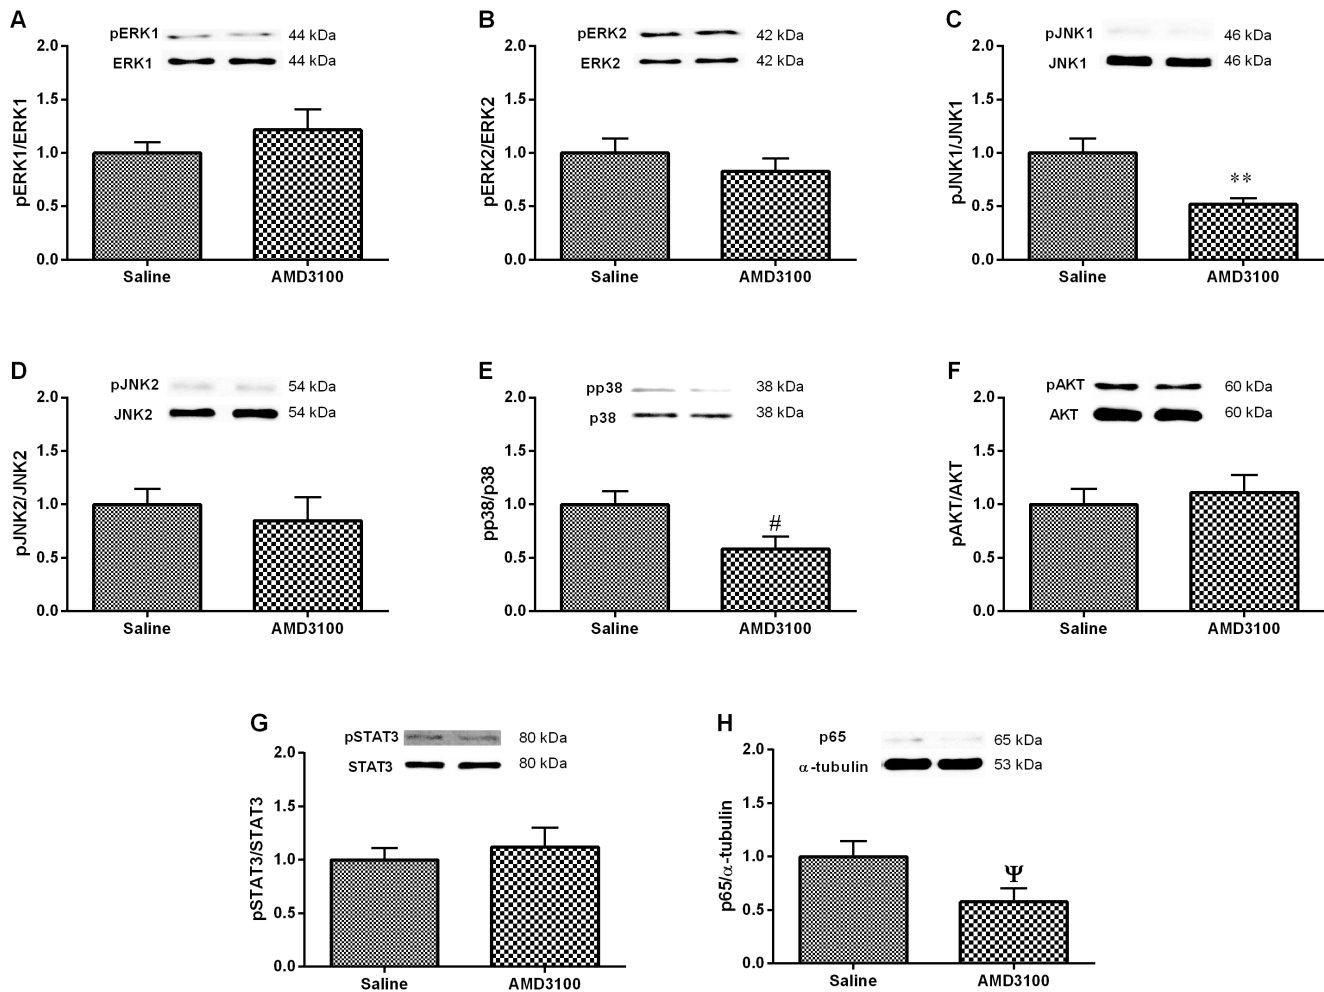 A
pERK1 44 kDa
ERK1 44 kDa
pERK1/ERK1
2.0
1.5
1.0
0.5
0.0
Saline AMD3100
B
pERK2 42 kDa
ERK2 42 kDa
pERK2/ERK2
2.0
1.5
1.0
0.5
0.0
Saline AMD3100
C
pJNK1 46 kDa
JNK1 46 kDa
pJNK1/JNK1
2.0
1.5
1.0
0.5
0.0
**
Saline AMD3100
D
pJNK2 54 kDa
JNK2 54 kDa
pJNK2/JNK2
2.0
1.5
1.0
0.5
0.0
Saline AMD3100
E
pp38 38 kDa
p38 38 kDa
pp38/p38
2.0
1.5
1.0
0.5
0.0
#
Saline AMD3100
F
pAKT 60 kDa
AKT 60 kDa
pAKT/AKT
2.0
1.5
1.0
0.5
0.0
Saline AMD3100
G
pSTAT3 80 kDa
STAT3 80 kDa
pSTAT3/STAT3
2.0
1.5
1.0
0.5
0.0
Saline AMD3100
H
p65 65 kDa
α-tubulin 53 kDa
p65/α-tubulin
2.0
1.5
1.0
0.5
0.0
Ψ
Saline AMD3100